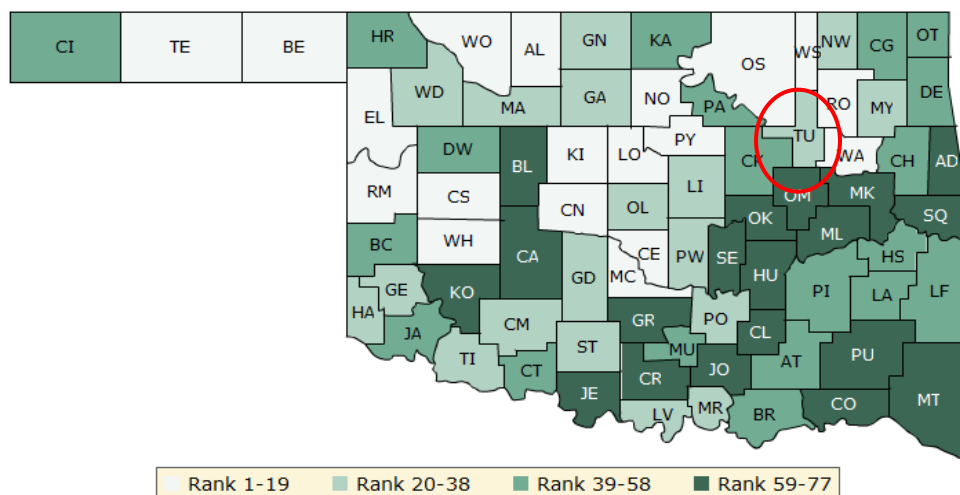 CI TE BE HR WO AL GN KA OS WS NW CG OT
WD MA GA NO PA RO MY DE
EL DW BL KI LO PY CK TU WA CH AD
RM CS CN OL LI OM MK SQ
BC WH CA GD CE MC PW SE OK ML HS
HA GE KO HU PI LA LF
JA CM GR PO CL
TI CT ST MU JO AT PU
JE CR LV MR BR CO MT
Rank 1-19 Rank 20-38 Rank 39-58 Rank 59-77